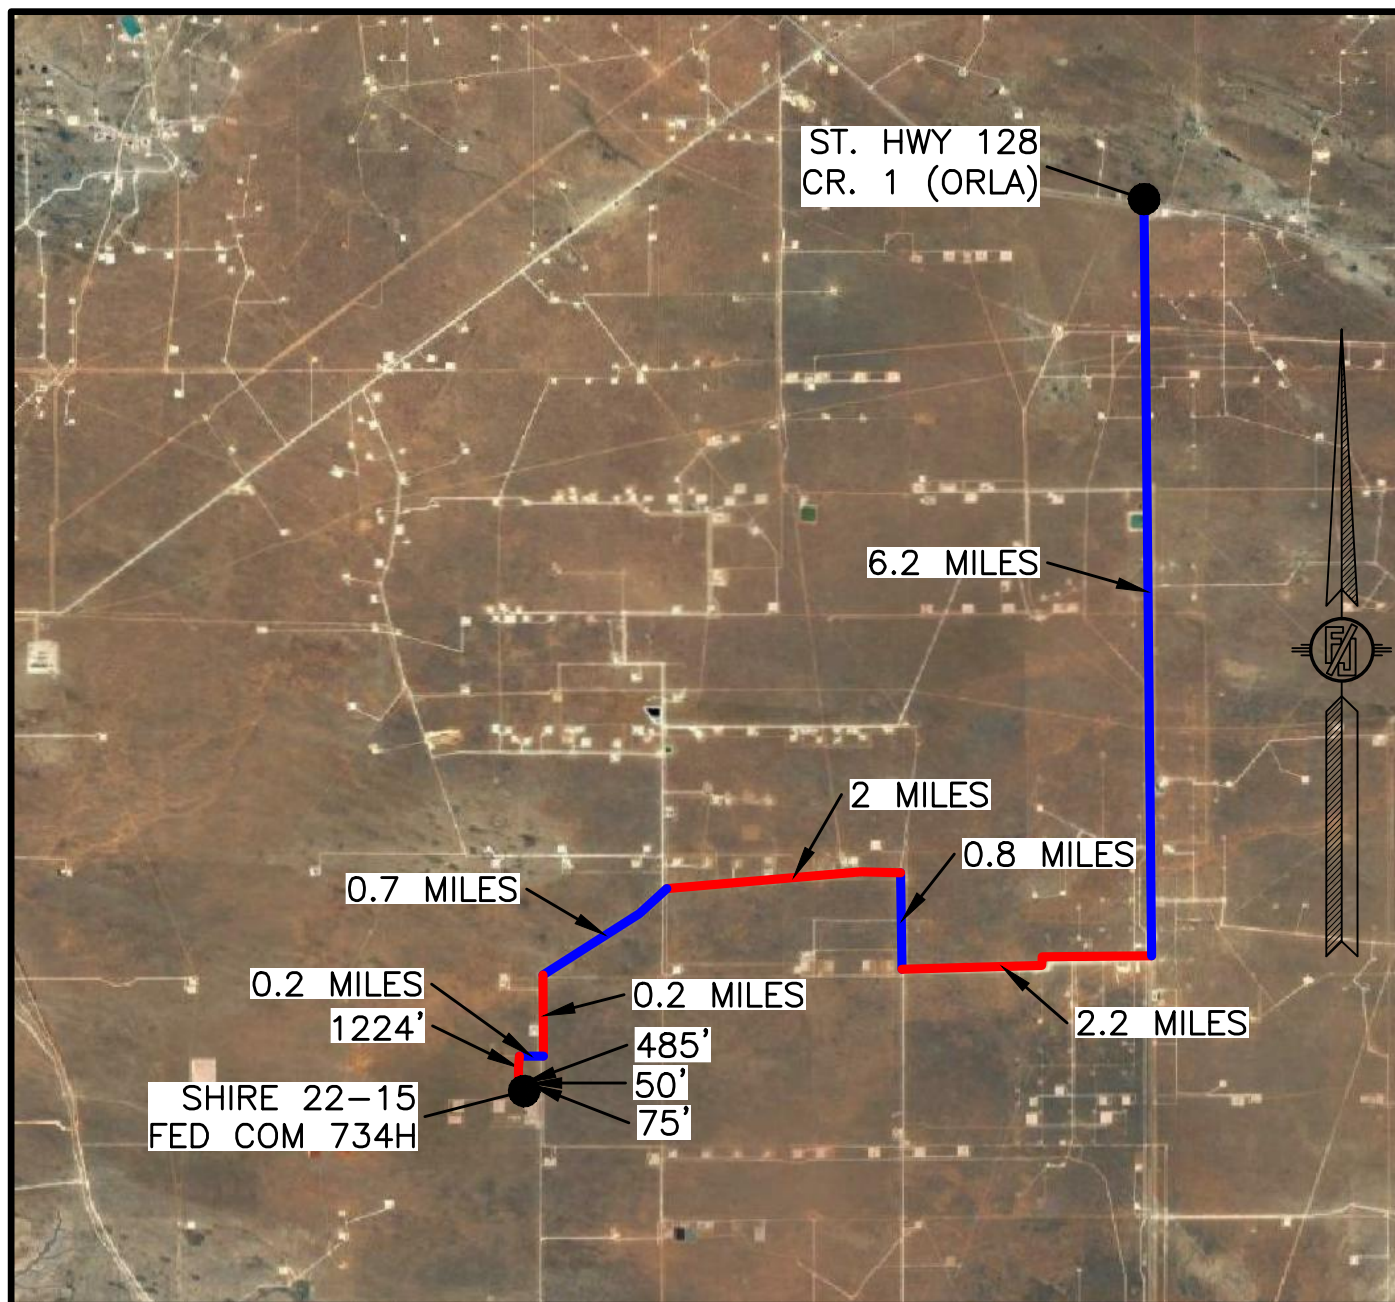 ST. HWY 128
CR. 1 (ORLA)
6.2 MILES
2 MILES
0.8 MILES
0.7 MILES
0.2 MILES
0.2 MILES
1224'
2.2 MILES
485'
50'
75'
SHIRE 22-15
FED COM 734H
FJ